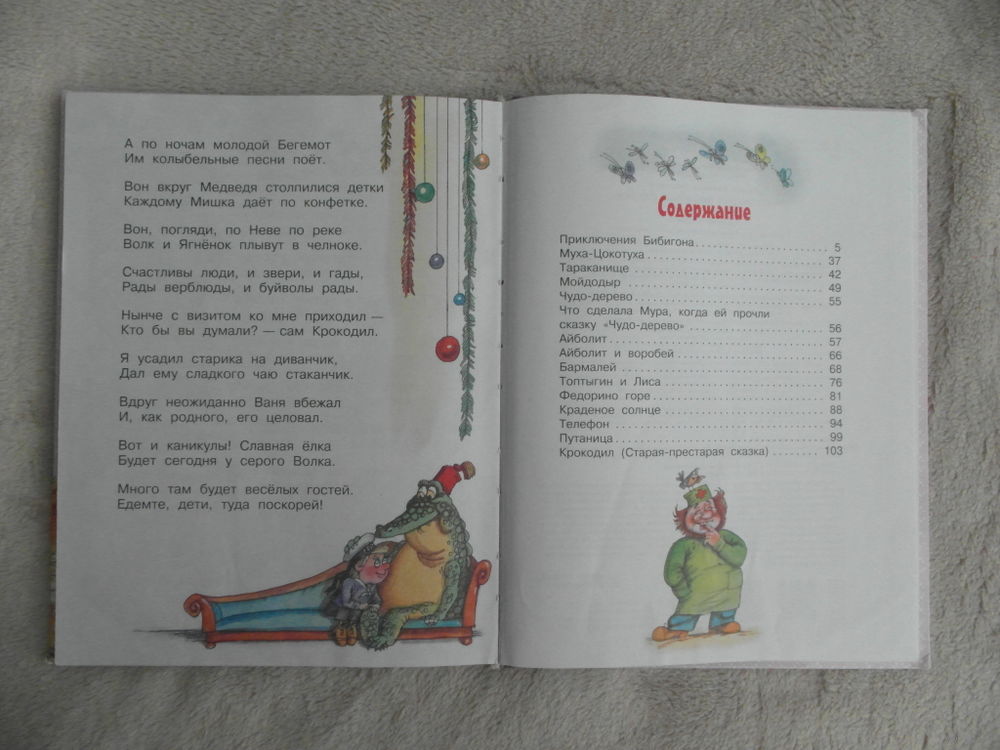 А по ночам молодой Бегемот
Им колыбельные песни поёт.
Вон вкруг Медведя столпилися детки
Каждому Мишка даёт по конфетке.
Вон, погляди, по Неве по реке
Волк и Ягнёнок плывут в челноке.
Счастливы люди, и звери, и гады,
Рады верблюды, и буйволы рады.
Нынче с визитом ко мне приходил —
Кто бы вы думали? — сам Крокодил.
Я усадил старика на диванчик,
Дал ему сладкого чаю стаканчик.
Вдруг неожиданно Ваня вбежал
И, как родного, его целовал.
Вот и каникулы! Славная ёлка
Будет сегодня у серого Волка.
Много там будет весёлых гостей.
Едемте, дети, туда поскорей!
Содержание
Приключения Бибигона . . . . . . . . . . . . . . . . . . . . 5
Муха-Цокотуха . . . . . . . . . . . . . . . . . . . . . . . . . . 37
Тараканище . . . . . . . . . . . . . . . . . . . . . . . . . . . . 42
Мойдодыр . . . . . . . . . . . . . . . . . . . . . . . . . . . . . 49
Чудо-дерево . . . . . . . . . . . . . . . . . . . . . . . . . . . 55
Что сделала Мура, когда ей прочли
сказку «Чудо-дерево» . . . . . . . . . . . . . . . . . . . . 56
Айболит . . . . . . . . . . . . . . . . . . . . . . . . . . . . . . . 57
Айболит и воробей . . . . . . . . . . . . . . . . . . . . . . 66
Бармалей . . . . . . . . . . . . . . . . . . . . . . . . . . . . . 68
Топтыгин и Лиса . . . . . . . . . . . . . . . . . . . . . . . . 76
Федорино горе . . . . . . . . . . . . . . . . . . . . . . . . . 81
Краденое солнце . . . . . . . . . . . . . . . . . . . . . . . 88
Телефон . . . . . . . . . . . . . . . . . . . . . . . . . . . . . . 94
Путаница . . . . . . . . . . . . . . . . . . . . . . . . . . . . . 99
Крокодил (Старая-престарая сказка) . . . . . . . . 103